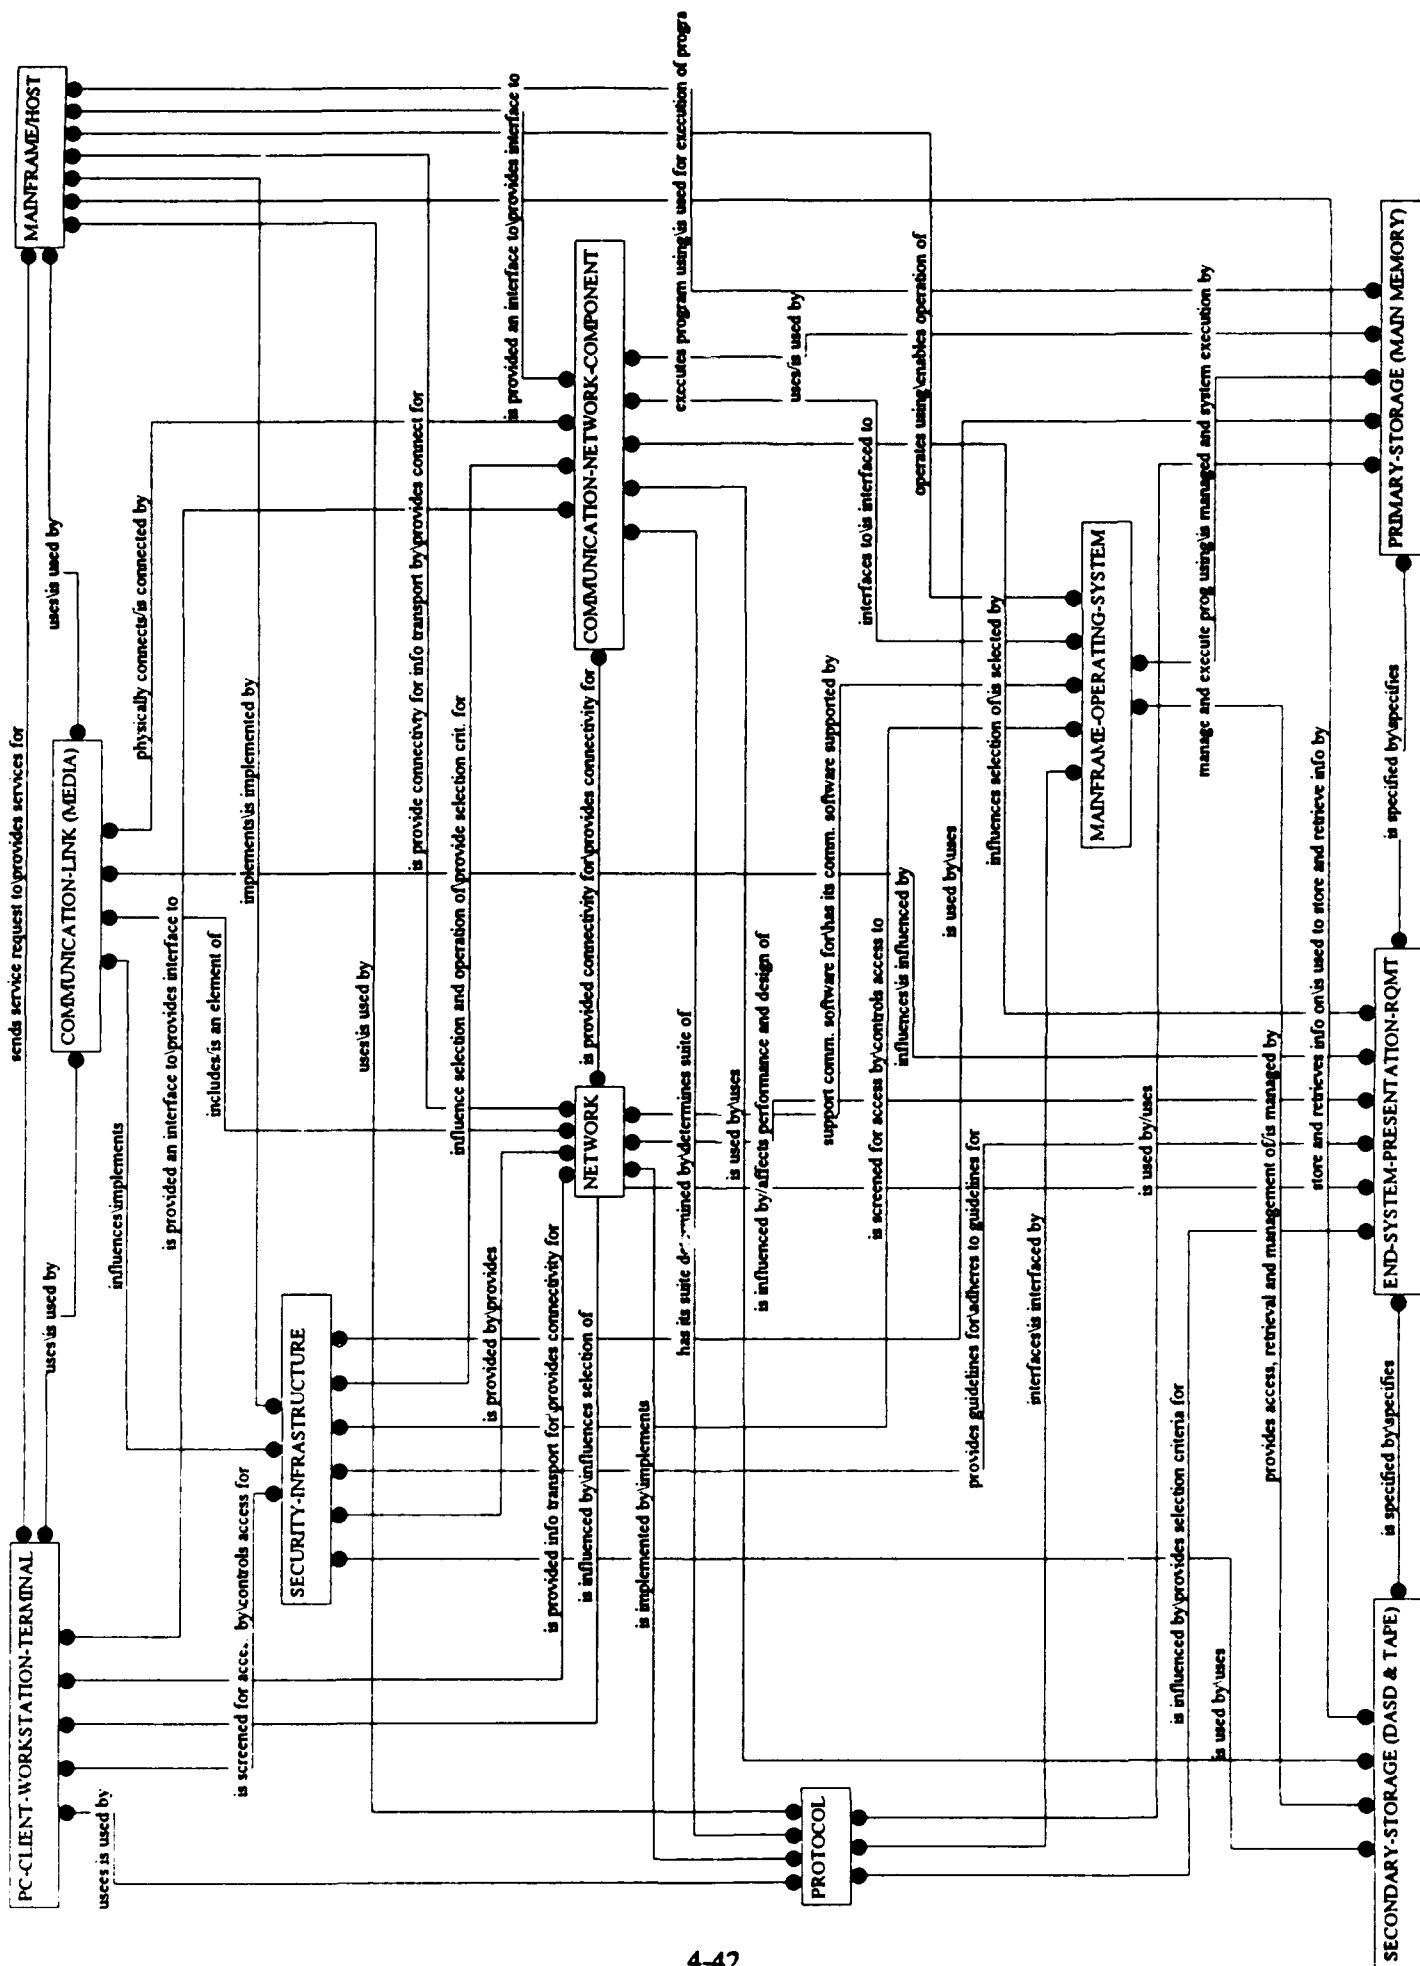 PC-CLIENT-WORKSTATION-TERMINAL
MAINFRAME/HOST
sends service request to\provides services for
uses\is used by
uses\is used by
COMMUNICATION-LINK (MEDIA)
usees is used by
influences\implements
physically connects/is connected by
is provided an interface to\provides interface to
includes/is an element of
is screened for by\controls access for
implements\is implemented by
SECURITY-INFRASTRUCTURE
uses\is used by
is provide connectivity for info transport by\provides connect for
influence selection and operation of\provide selection crit. for
is provided by\provides
is provided an interface to\provides interface to
is provided info transport for\provides connectivity for
is influenced by\influences selection of
is provided connectivity for\provides connectivity for
NETWORK
COMMUNICATION-NETWORK-COMPONENT
is implemented by\implements
has its suite by\determines suite of
executes program using\is used for execution of progra
is used by\uses
is influenced by/affects performance and design of
uses/is used by
PROTOCOL
support comm. software for\has its comm. software supported by
interfaces to\is interfaced to
is screened for access by\controls access to
influences\is influenced by
operates using\enables operation of
is used by\uses
provides guidelines for\adheres to guidelines for
influences selection of\is selected by
interfaces\is interfaced by
MAINFRAME-OPERATING-SYSTEM
is used by/uses
is influenced by\provides selection criteria for
manage and execute prog using\is managed and system execution by
is used by\uses
provides access, retrieval and management of/is managed by
store and retrieves info on\is used to store and retrieve info by
is specified by\specifies
is specified by\specifies
SECONDARY-STORAGE (DASD & TAPE)
END-SYSTEM-PRESENTATION-RQMT
PRIMARY-STORAGE (MAIN MEMORY)
4-42